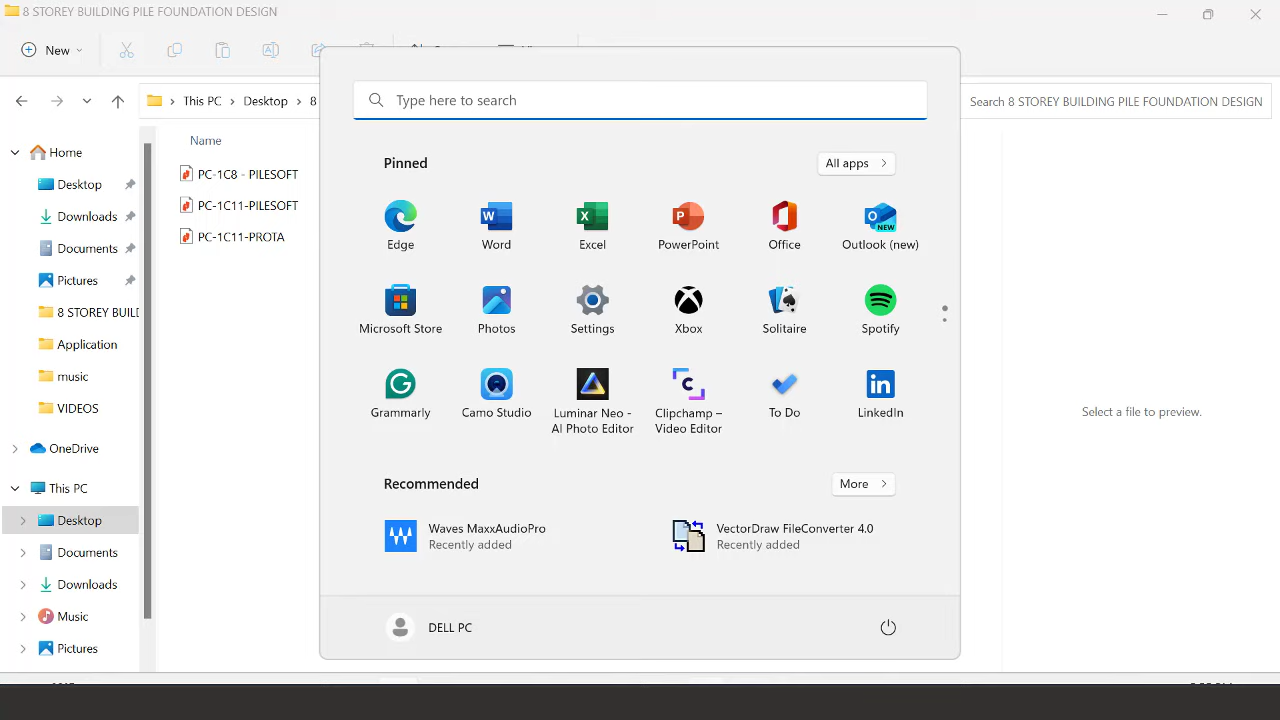 8 STOREY BUILDING PILE FOUNDATION DESIGN
New
This PC
Desktop
8
Search 8 STOREY BUILDING PILE FOUNDATION DESIGN
Home
Desktop
Downloads
Documents
Pictures
8 STOREY BUIL
Application
music
VIDEOS
OneDrive
This PC
Desktop
Documents
Downloads
Music
Pictures
Name
PC-1C8 - PILESOFT
PC-1C11-PILESOFT
PC-1C11-PROTA
Type here to search
Pinned
All apps
Edge
Word
Excel
PowerPoint
Office
Outlook (new)
Microsoft Store
Photos
Settings
Xbox
Solitaire
Spotify
Grammarly
Camo Studio
Luminar Neo -
AI Photo Editor
Clipchamp –
Video Editor
To Do
LinkedIn
Recommended
More
Waves MaxxAudioPro
Recently added
VectorDraw FileConverter 4.0
Recently added
DELL PC
Select a file to preview.